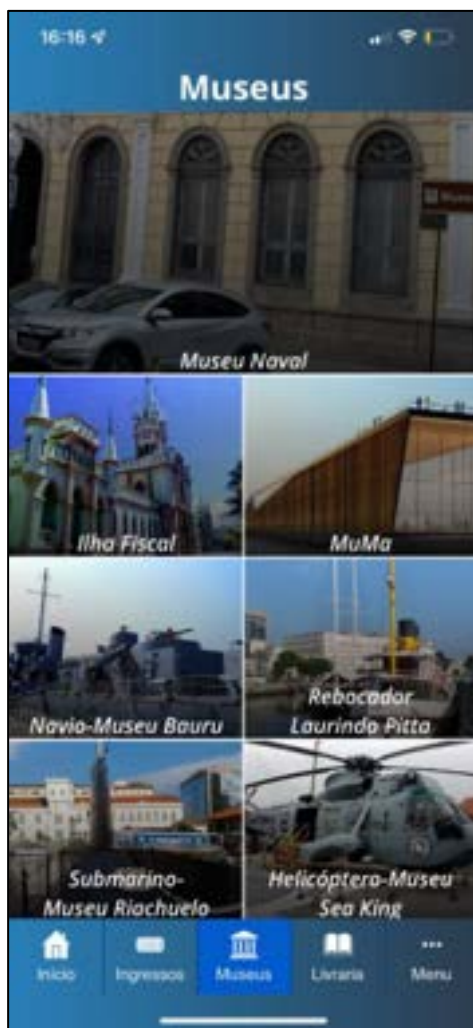 16:16
Museus
Museu Naval
Ilha Fiscal
MuMa
Navio-Museu Bauru
Rebocador
Laurindo Pitta
Submarino-
Museu Riachuelo
Helicóptero-Museu
Sea King
Início
Ingressos
Museus
Livraria
Menu